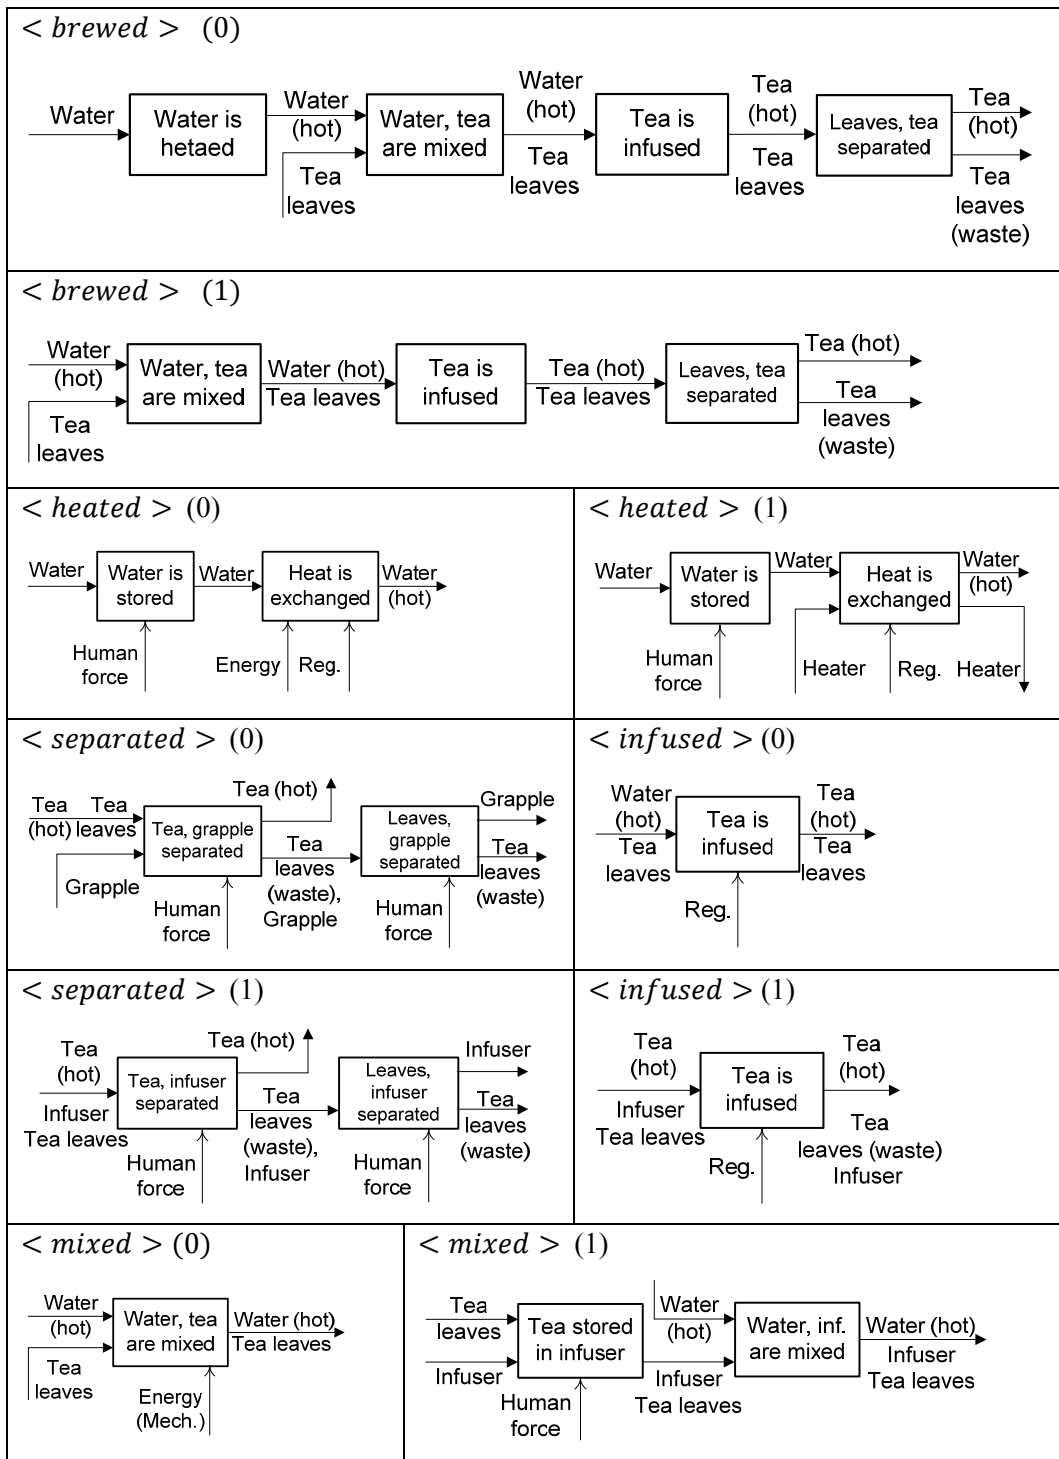 < brewed > (0)
Water
Water is
hetaed
Water
(hot)
Tea
leaves
Water, tea
are mixed
Water
(hot)
Tea
leaves
Tea is
infused
Tea
(hot)
Tea
leaves
Leaves, tea
separated
Tea
(hot)
Tea
leaves
(waste)
< brewed > (1)
Water
(hot)
Tea
leaves
Water, tea
are mixed
Water (hot)
Tea leaves
Tea is
infused
Tea (hot)
Tea leaves
Leaves, tea
separated
Tea (hot)
Tea
leaves
(waste)
< heated > (0)
Water
Water is
stored
Human
force
Water
Heat is
exchanged
Energy
Reg.
Water
(hot)
< heated > (1)
Water
Water is
stored
Human
force
Water
Heat is
exchanged
Heater
Reg.
Water
(hot)
Heater
< separated > (0)
Tea
(hot)
Tea
leaves
Grapple
Tea, grapple
separated
Human
force
Tea (hot)
Tea
leaves
(waste),
Grapple
Leaves,
grapple
separated
Human
force
Grapple
Tea
leaves
(waste)
< infused > (0)
Water
(hot)
Tea
leaves
Tea is
infused
Reg.
Tea
(hot)
Tea
leaves
< separated > (1)
Tea
(hot)
Infuser
Tea leaves
Tea, infuser
separated
Human
force
Tea (hot)
Tea
leaves
(waste),
Infuser
Leaves,
infuser
separated
Human
force
Infuser
Tea
leaves
(waste)
< infused > (1)
Tea
(hot)
Infuser
Tea leaves
Tea is
infused
Reg.
Tea
(hot)
Tea
leaves (waste)
Infuser
< mixed > (0)
Water
(hot)
Tea
leaves
Water, tea
are mixed
Energy
(Mech.)
Water (hot)
Tea leaves
< mixed > (1)
Tea
leaves
Infuser
Tea stored
in infuser
Human
force
Water
(hot)
Infuser
Tea leaves
Water, inf.
are mixed
Water (hot)
Infuser
Tea leaves